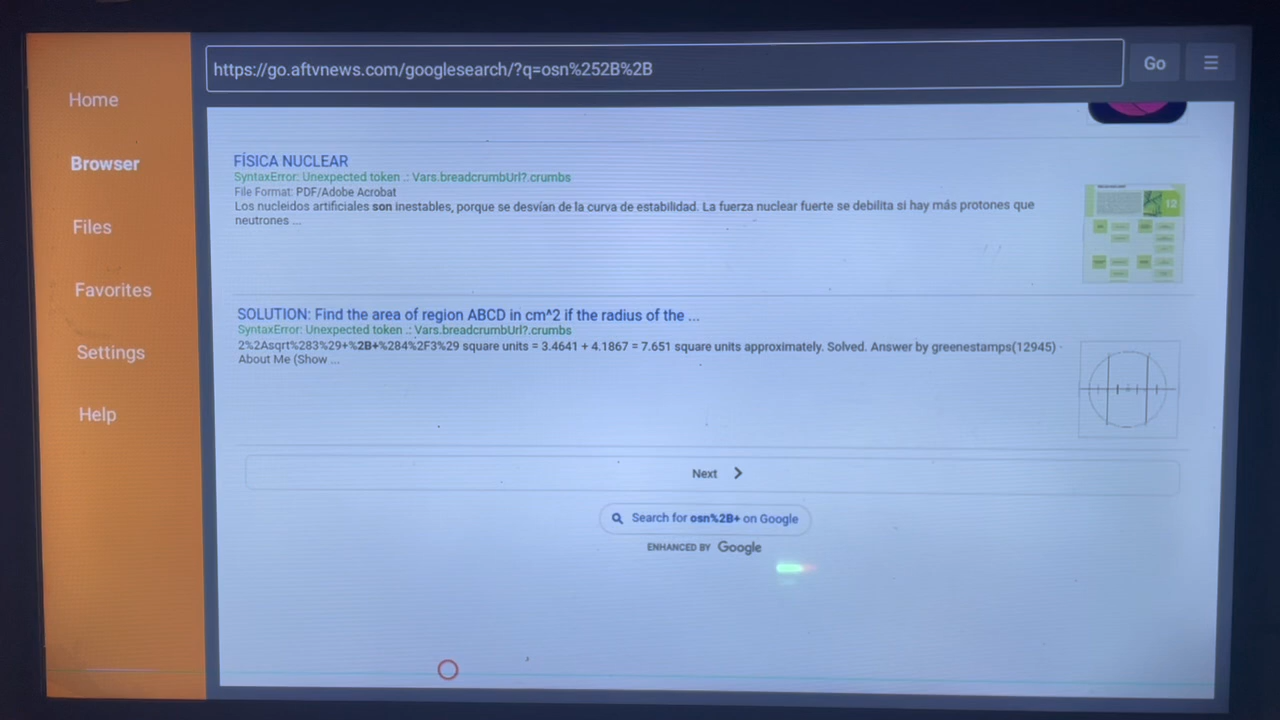 https://go.aftvnews.com/googlesearch/?q=osn%252B%2B
Go
Home
Browser
Files
Favorites
Settings
Help
FÍSICA NUCLEAR
SyntaxError: Unexpected token .: Vars.breadcrumbUrl?.crumbs
File Format: PDF/Adobe Acrobat
Los nucleidos artificiales son inestables, porque se desvían de la curva de estabilidad. La fuerza nuclear fuerte se debilita si hay más protones que
neutrones ...
12
SOLUTION: Find the area of region ABCD in cm^2 if the radius of the ...
SyntaxError: Unexpected token .: Vars.breadcrumbUrl?.crumbs
2%2Asqrt%283%29+%2B+%284%2F3%29 square units = 3.4641 + 4.1867 = 7.651 square units approximately. Solved. Answer by greenestamps(12945) ·
About Me (Show ...
Next
Search for osn%2B+ on Google
ENHANCED BY Google